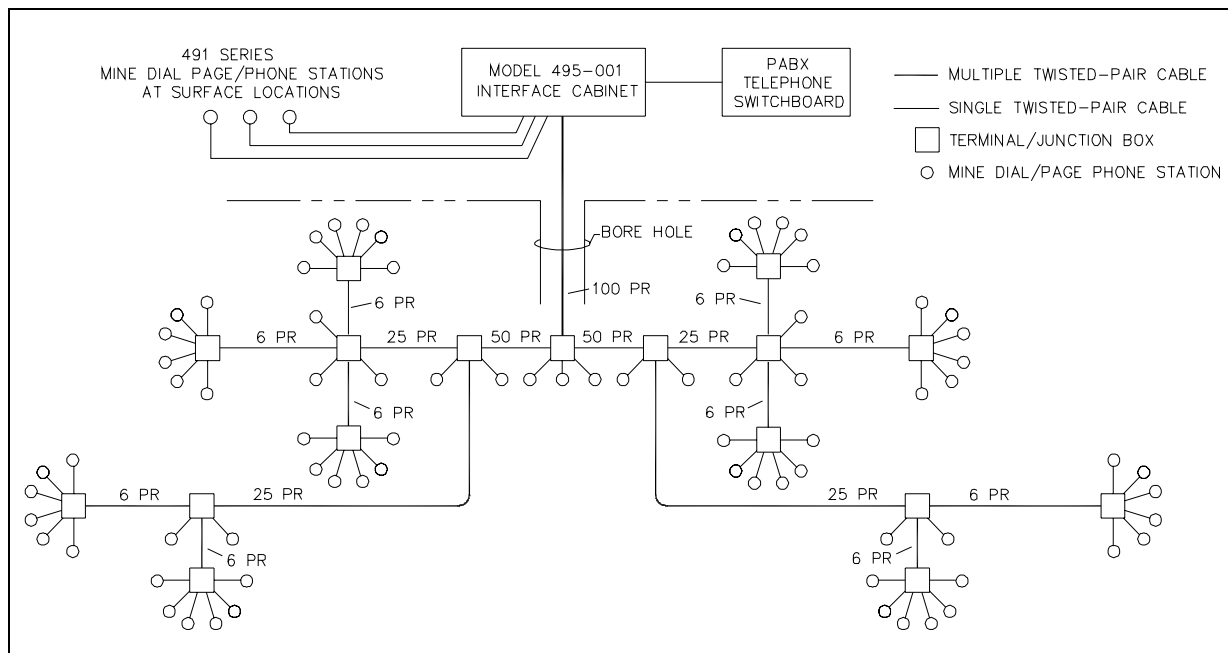 491 SERIES
MINE DIAL PAGE/PHONE STATIONS
AT SURFACE LOCATIONS
MODEL 495-001
INTERFACE CABINET
PABX
TELEPHONE
SWITCHBOARD
MULTIPLE TWISTED-PAIR CABLE
SINGLE TWISTED-PAIR CABLE
TERMINAL/JUNCTION BOX
MINE DIAL/PAGE PHONE STATION
BORE HOLE
100 PR
6 PR
6 PR
6 PR
25 PR
50 PR
50 PR
25 PR
6 PR
6 PR
6 PR
6 PR
25 PR
25 PR
6 PR
6 PR
6 PR